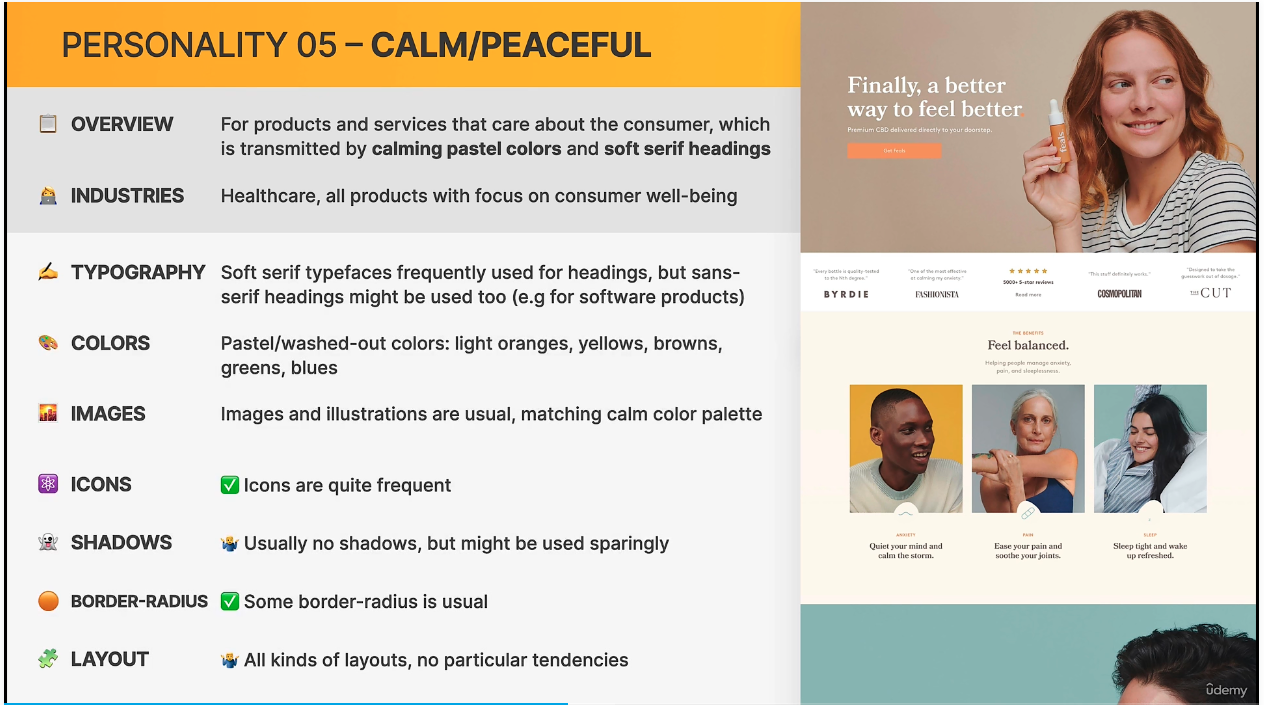 PERSONALITY 05 – CALM/PEACEFUL
OVERVIEW
For products and services that care about the consumer, which
is transmitted by calming pastel colors and soft serif headings
INDUSTRIES
Healthcare, all products with focus on consumer well-being
TYPOGRAPHY
Soft serif typefaces frequently used for headings, but sans-
serif headings might be used too (e.g for software products)
COLORS
Pastel/washed-out colors: light oranges, yellows, browns,
greens, blues
IMAGES
Images and illustrations are usual, matching calm color palette
ICONS
Icons are quite frequent
SHADOWS
Usually no shadows, but might be used sparingly
BORDER-RADIUS
Some border-radius is usual
LAYOUT
All kinds of layouts, no particular tendencies
Finally, a better
way to feel better
Premium CBD delivered directly to your doorstep.
Get Feals
feals
"Every bottle is quality-tested
to the Nth degree."
BYRDIE
"One of the most effective
at calming my anxiety."
FASHIONISTA
5000+ 5-star reviews
Read more
"This stuff definitely works."
COSMOPOLITAN
"Designed to take the
guesswork out of dosage."
THE CUT
THE BENEFITS
Feel balanced.
Helping people manage anxiety,
pain, and sleeplessness.
ANXIETY
Quiet your mind and
calm the storm.
PAIN
Ease your pain and
soothe your joints.
SLEEP
Sleep tight and wake
up refreshed.
udemy